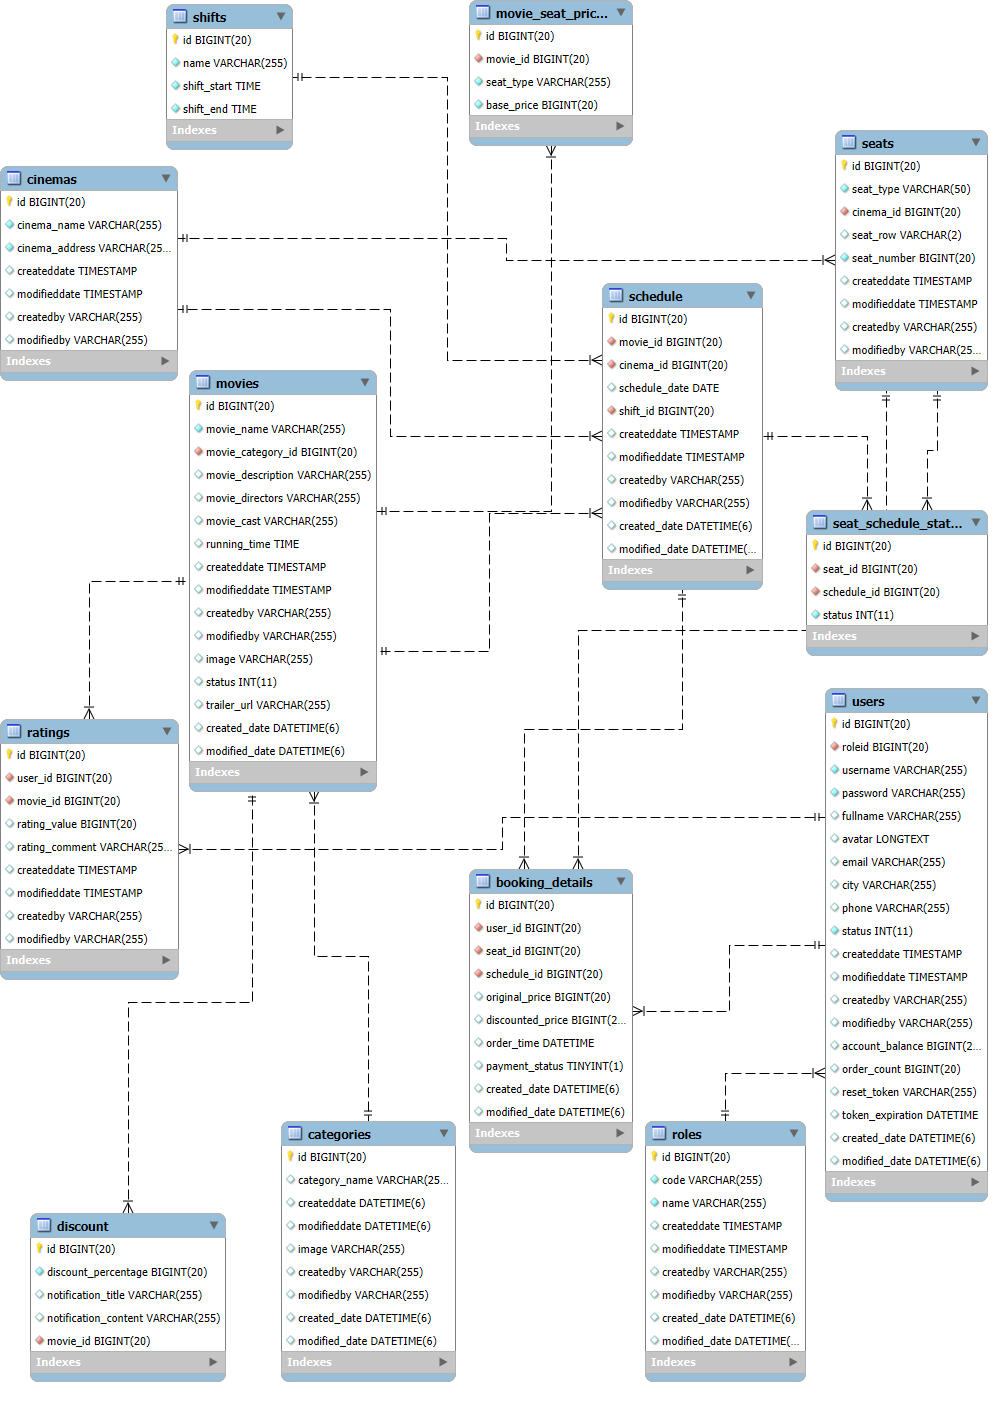 shifts
id BIGINT(20)
name VARCHAR(255)
shift_start TIME
shift_end TIME
Indexes
movie_seat_pric...
id BIGINT(20)
movie_id BIGINT(20)
seat_type VARCHAR(255)
base_price BIGINT(20)
Indexes
seats
id BIGINT(20)
seat_type VARCHAR(50)
cinema_id BIGINT(20)
seat_row VARCHAR(2)
seat_number BIGINT(20)
createddate TIMESTAMP
modifieddate TIMESTAMP
createdby VARCHAR(255)
modifiedby VARCHAR(25...
Indexes
cinemas
id BIGINT(20)
cinema_name VARCHAR(255)
cinema_address VARCHAR(25...
createddate TIMESTAMP
modifieddate TIMESTAMP
createdby VARCHAR(255)
modifiedby VARCHAR(255)
Indexes
schedule
id BIGINT(20)
movie_id BIGINT(20)
cinema_id BIGINT(20)
schedule_date DATE
shift_id BIGINT(20)
createddate TIMESTAMP
modifieddate TIMESTAMP
createdby VARCHAR(255)
modifiedby VARCHAR(255)
created_date DATETIME(6)
modified_date DATETIME(...
Indexes
movies
id BIGINT(20)
movie_name VARCHAR(255)
movie_category_id BIGINT(20)
movie_description VARCHAR(255)
movie_directors VARCHAR(255)
movie_cast VARCHAR(255)
running_time TIME
createddate TIMESTAMP
modifieddate TIMESTAMP
createdby VARCHAR(255)
modifiedby VARCHAR(255)
image VARCHAR(255)
status INT(11)
trailer_url VARCHAR(255)
created_date DATETIME(6)
modified_date DATETIME(6)
Indexes
seat_schedule_stat...
id BIGINT(20)
seat_id BIGINT(20)
schedule_id BIGINT(20)
status INT(11)
Indexes
ratings
id BIGINT(20)
user_id BIGINT(20)
movie_id BIGINT(20)
rating_value BIGINT(20)
rating_comment VARCHAR(25...
createddate TIMESTAMP
modifieddate TIMESTAMP
createdby VARCHAR(255)
modifiedby VARCHAR(255)
Indexes
users
id BIGINT(20)
roleid BIGINT(20)
username VARCHAR(255)
password VARCHAR(255)
fullname VARCHAR(255)
avatar LONGTEXT
email VARCHAR(255)
city VARCHAR(255)
phone VARCHAR(255)
status INT(11)
createddate TIMESTAMP
modifieddate TIMESTAMP
createdby VARCHAR(255)
modifiedby VARCHAR(255)
account_balance BIGINT(2...
order_count BIGINT(20)
reset_token VARCHAR(255)
token_expiration DATETIME
created_date DATETIME(6)
modified_date DATETIME(6)
Indexes
booking_details
id BIGINT(20)
user_id BIGINT(20)
seat_id BIGINT(20)
schedule_id BIGINT(20)
original_price BIGINT(20)
discounted_price BIGINT(2...
order_time DATETIME
payment_status TINYINT(1)
created_date DATETIME(6)
modified_date DATETIME(6)
Indexes
categories
id BIGINT(20)
category_name VARCHAR(25...
createddate DATETIME(6)
modifieddate DATETIME(6)
image VARCHAR(255)
createdby VARCHAR(255)
modifiedby VARCHAR(255)
created_date DATETIME(6)
modified_date DATETIME(6)
Indexes
roles
id BIGINT(20)
code VARCHAR(255)
name VARCHAR(255)
createddate TIMESTAMP
modifieddate TIMESTAMP
createdby VARCHAR(255)
modifiedby VARCHAR(255)
created_date DATETIME(6)
modified_date DATETIME(...
Indexes
discount
id BIGINT(20)
discount_percentage BIGINT(20)
notification_title VARCHAR(255)
notification_content VARCHAR(255)
movie_id BIGINT(20)
Indexes